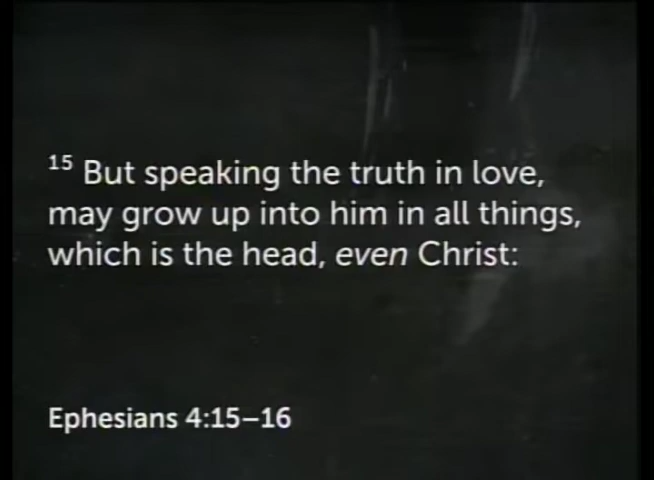 15 But speaking the truth in love,
may grow up into him in all things,
which is the head, even Christ:
Ephesians 4:15–16